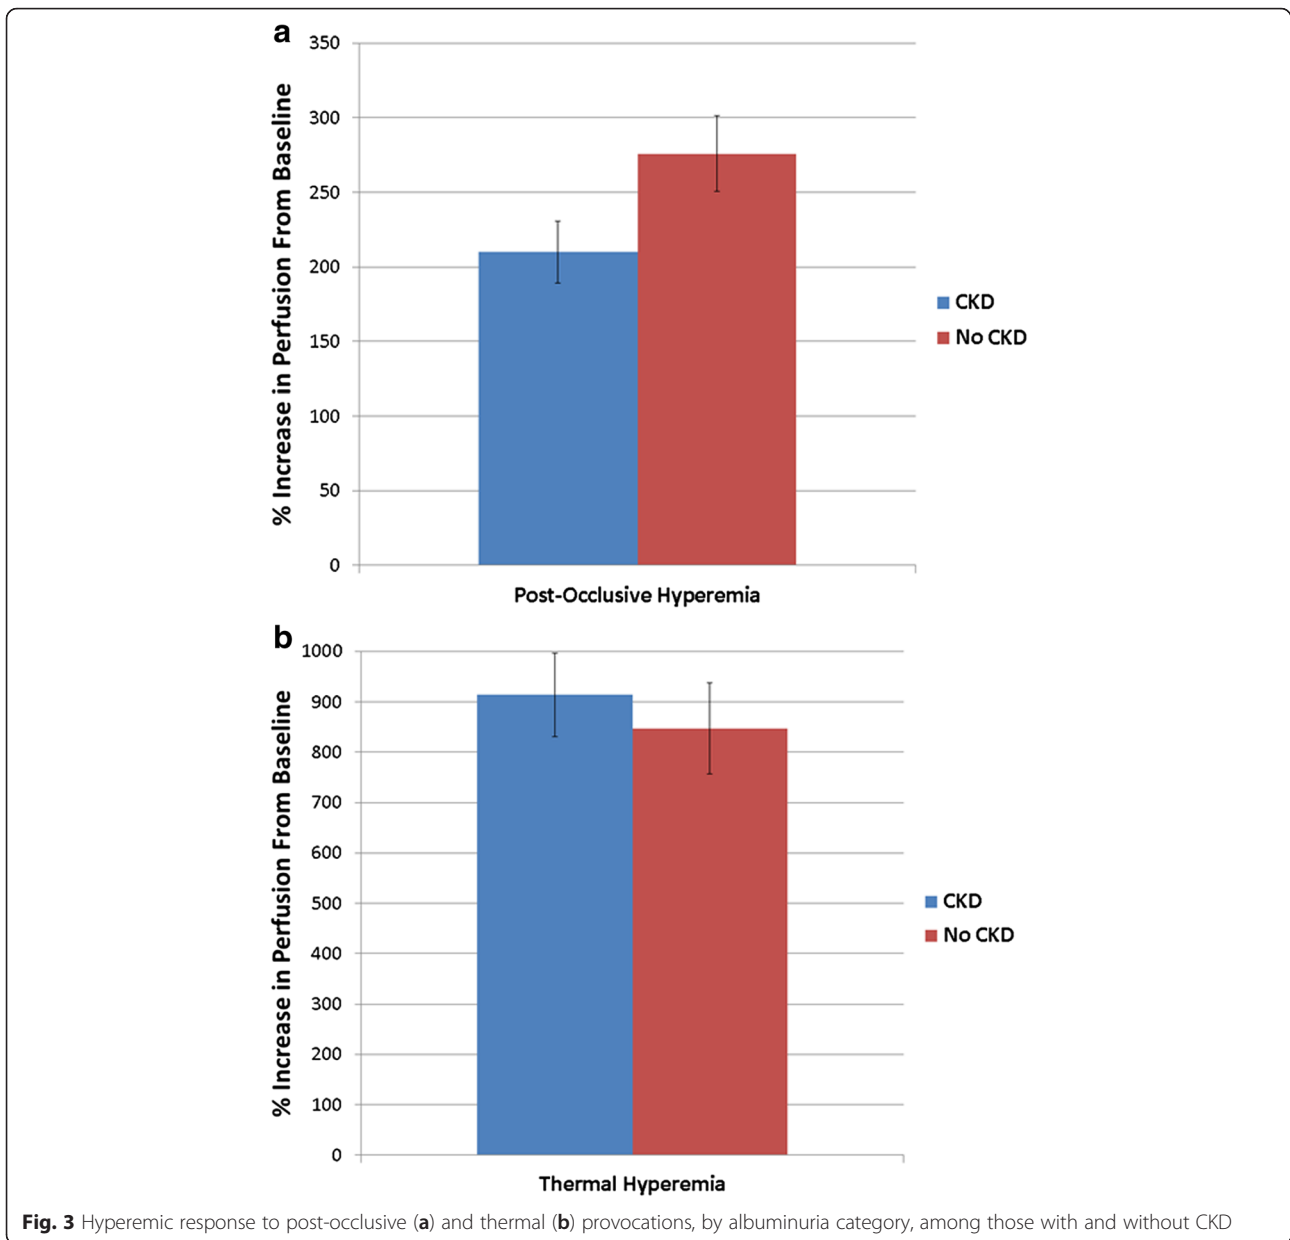 a
350
300
250
200
150
100
50
0
% Increase in Perfusion From Baseline
Post-Occlusive Hyperemia
CKD
No CKD
b
1000
900
800
700
600
500
400
300
200
100
0
% Increase in Perfusion From Baseline
Thermal Hyperemia
CKD
No CKD
Fig. 3 Hyperemic response to post-occlusive (a) and thermal (b) provocations, by albuminuria category, among those with and without CKD